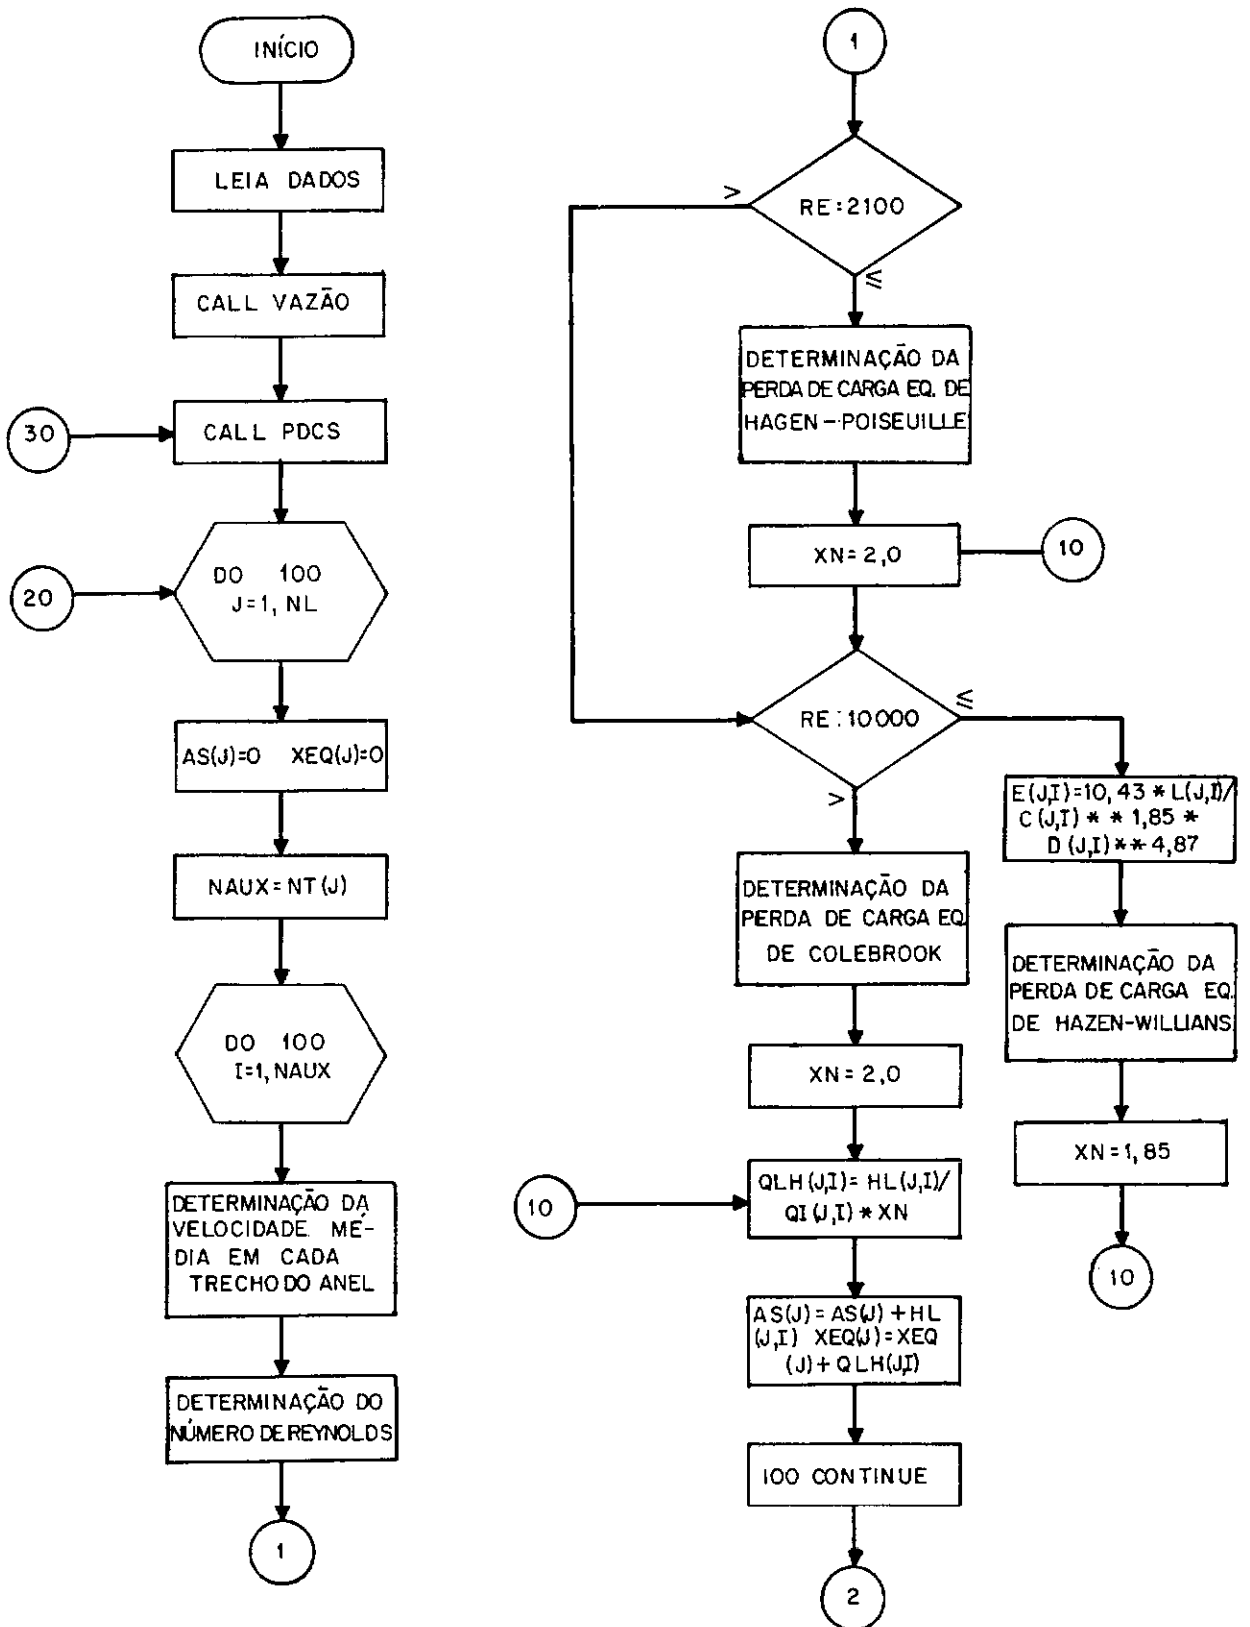 INÍCIO
LEIA DADOS
CALL VAZÃO
30
CALL PDCS
20
DO 100
J=1, NL
AS(J)=0 XEQ(J)=0
NAUX=NT(J)
DO 100
I=1, NAUX
DETERMINAÇÃO DA
VELOCIDADE MÉ-
DIA EM CADA
TRECHO DO ANEL
DETERMINAÇÃO DO
NÚMERO DE REYNOLDS
1
1
>
RE:2100
≤
DETERMINAÇÃO DA
PERDA DE CARGA EQ. DE
HAGEN-POISEUILLE
XN=2,0
10
RE:10000
≤
>
E(J,I)=10,43*L(J,I)/
C(J,I)**1,85*
D(J,I)**4,87
DETERMINAÇÃO DA
PERDA DE CARGA EQ.
DE COLEBROOK
DETERMINAÇÃO DA
PERDA DE CARGA EQ.
DE HAZEN-WILLIANS
XN=2,0
XN=1,85
10
QLH(J,I)=HL(J,I)/
QI(J,I)*XN
10
AS(J)=AS(J)+HL
(J,I) XEQ(J)=XEQ
(J)+QLH(J,I)
100 CONTINUE
2